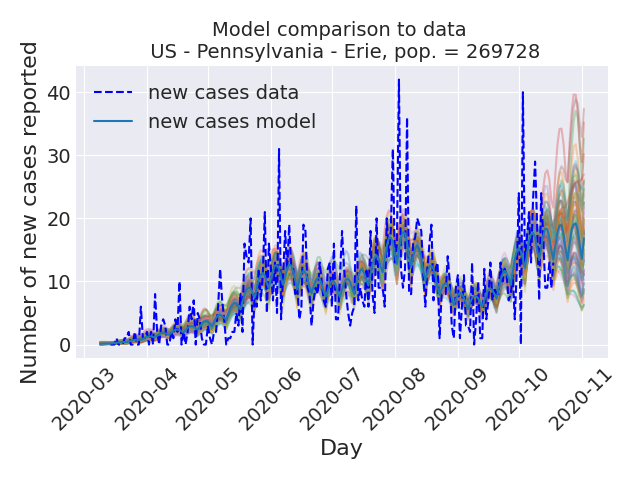 Model comparison to data
US - Pennsylvania - Erie, pop. = 269728
Number of new cases reported
40
30
20
10
0
new cases data
new cases model
2020-03
2020-04
2020-05
2020-06
2020-07
2020-08
2020-09
2020-10
2020-11
Day